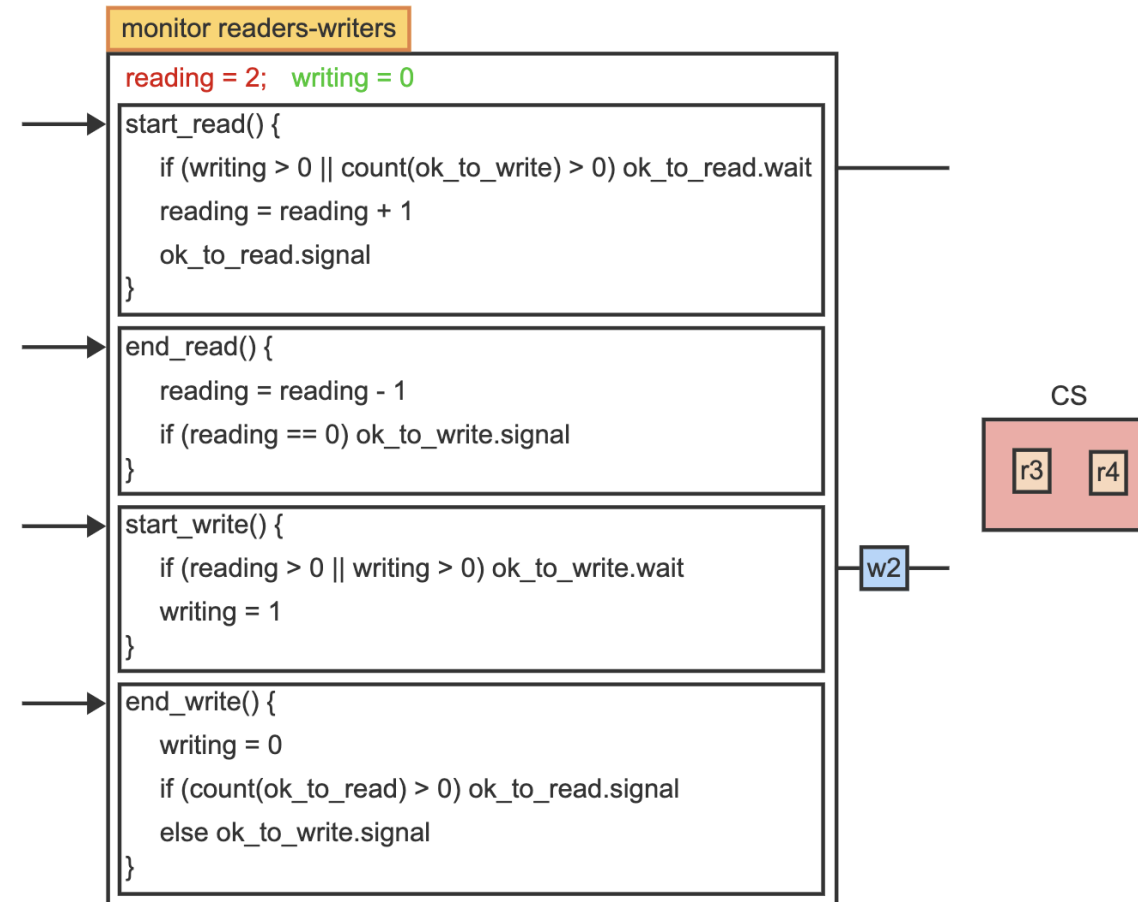 monitor readers-writers
reading = 2; writing = 0
start_read() {
if (writing > 0 || count(ok_to_write) > 0) ok_to_read.wait
reading = reading + 1
ok_to_read.signal
}
end_read() {
reading = reading - 1
if (reading == 0) ok_to_write.signal
}
CS
r3 r4
start_write() {
if (reading > 0 || writing > 0) ok_to_write.wait
w2
writing = 1
}
end_write() {
writing = 0
if (count(ok_to_read) > 0) ok_to_read.signal
else ok_to_write.signal
}